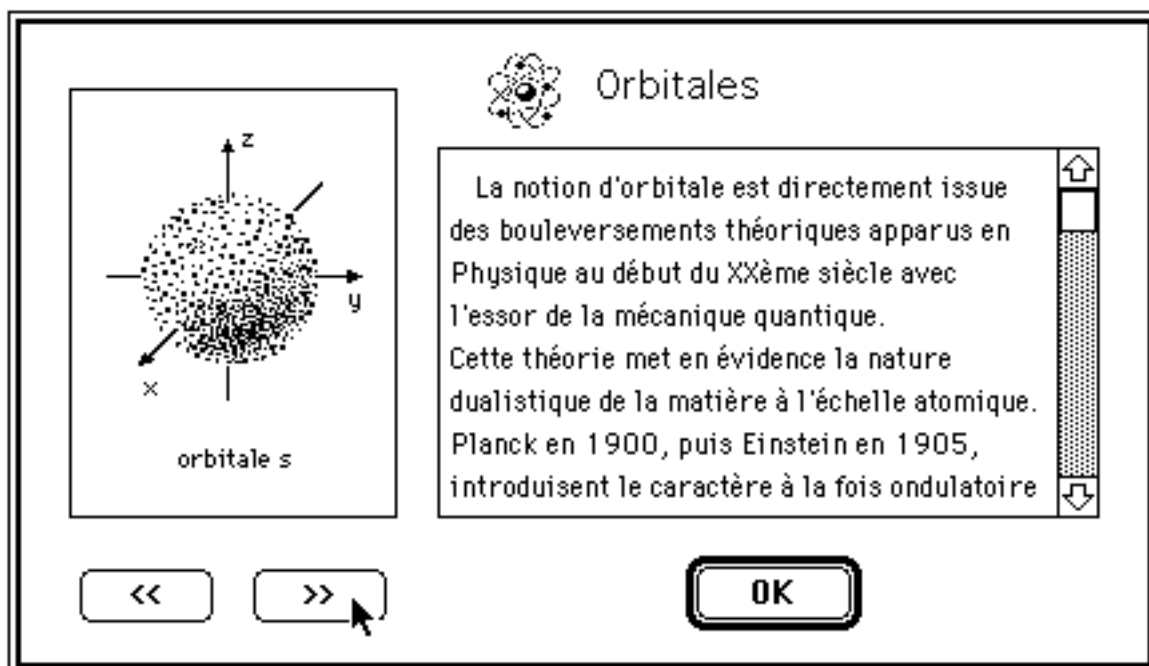 Orbitales
z
y
x
orbitale s
La notion d'orbitale est directement issue
des bouleversements théoriques apparus en
Physique au début du XXème siècle avec
l'essor de la mécanique quantique.
Cette théorie met en évidence la nature
dualistique de la matière à l'échelle atomique.
Planck en 1900, puis Einstein en 1905,
introduisent le caractère à la fois ondulatoire
<<
>>
OK